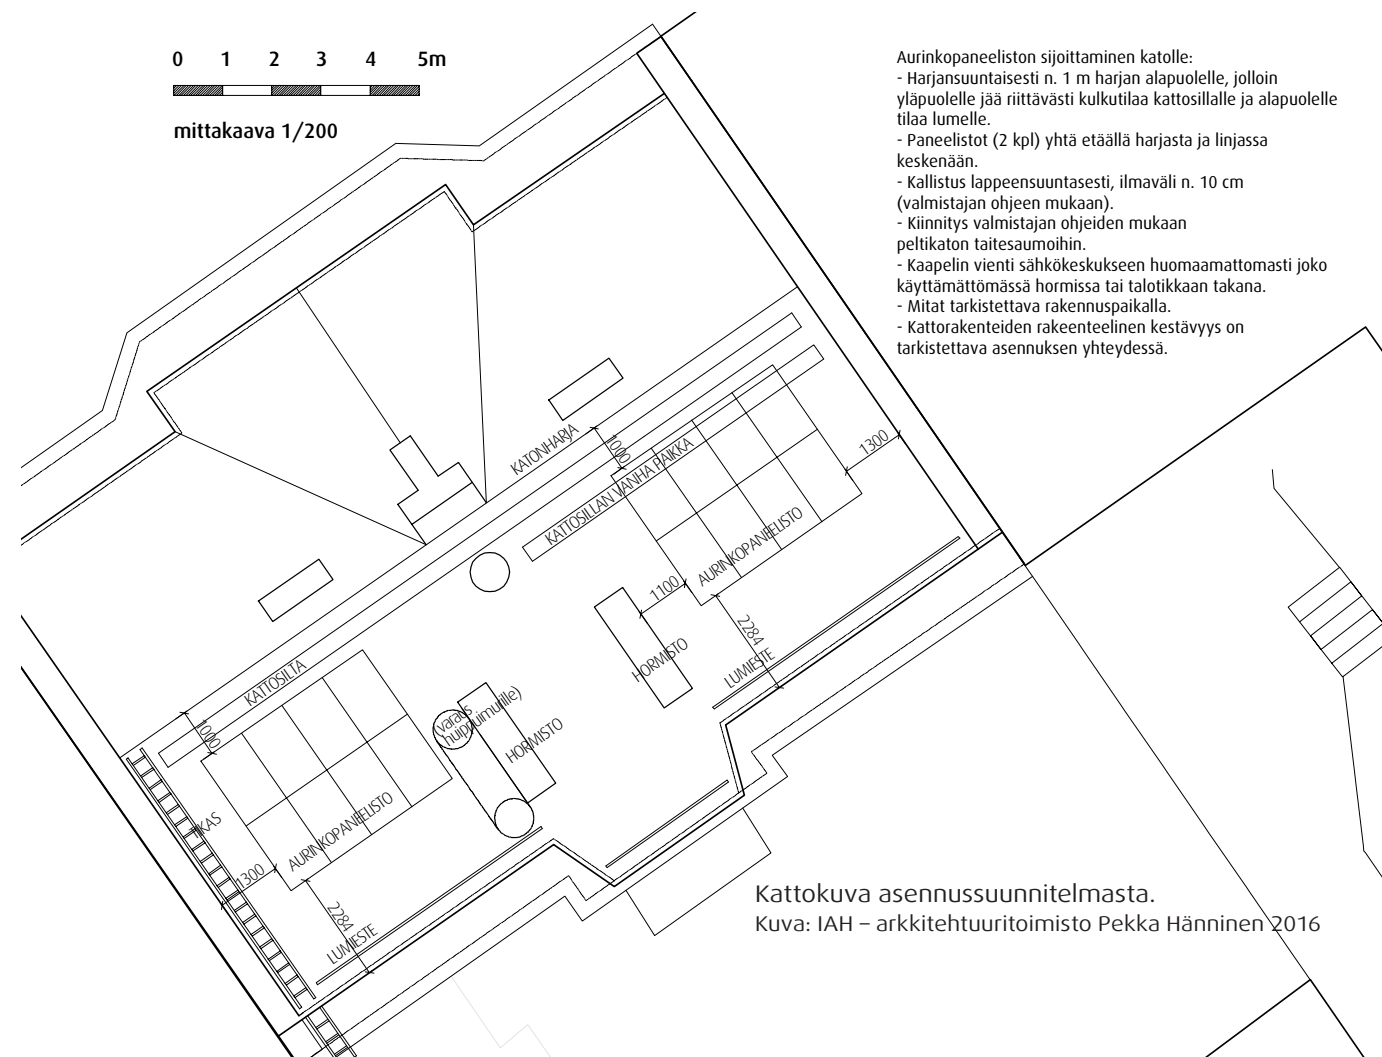 0 1 2 3 4 5m
mittakaava 1/200
Aurinkopaneeliston sijoittaminen katolle:
- Harjansuuntaisesti n. 1 m harjan alapuolelle, jolloin
yläpuolelle jää riittävästi kulkutilaa kattosillalle ja alapuolelle
tilaa lumelle.
- Paneelistot (2 kpl) yhtä etäällä harjasta ja linjassa
keskenään.
- Kallistus lappeensuuntasesti, ilmaväli n. 10 cm
(valmistajan ohjeen mukaan).
- Kiinnitys valmistajan ohjeiden mukaan
peltikaton taitesaumoihin.
- Kaapelin vienti sähkökeskukseen huomaamattomasti joko
käyttämättömässä hormissa tai talotikkaan takana.
- Mitat tarkistettava rakennuspaikalla.
- Kattorakenteiden rakeenteelinen kestävyys on
tarkistettava asennuksen yhteydessä.
KATONHARJA
1000
KATTOSILLAN VANHA PAIKKA
1300
AURINKOPANEELISTO
1100
HORMISTO
2284
LUMIESTE
KATTOSILTA
1000
(varaus
huippuimurille)
HORMISTO
TIKAS
AURINKOPANEELISTO
1300
2284
LUMIESTE
Kattokuva asennussuunnitelmasta.
Kuva: IAH – arkkitehtuuritoimisto Pekka Hänninen 2016